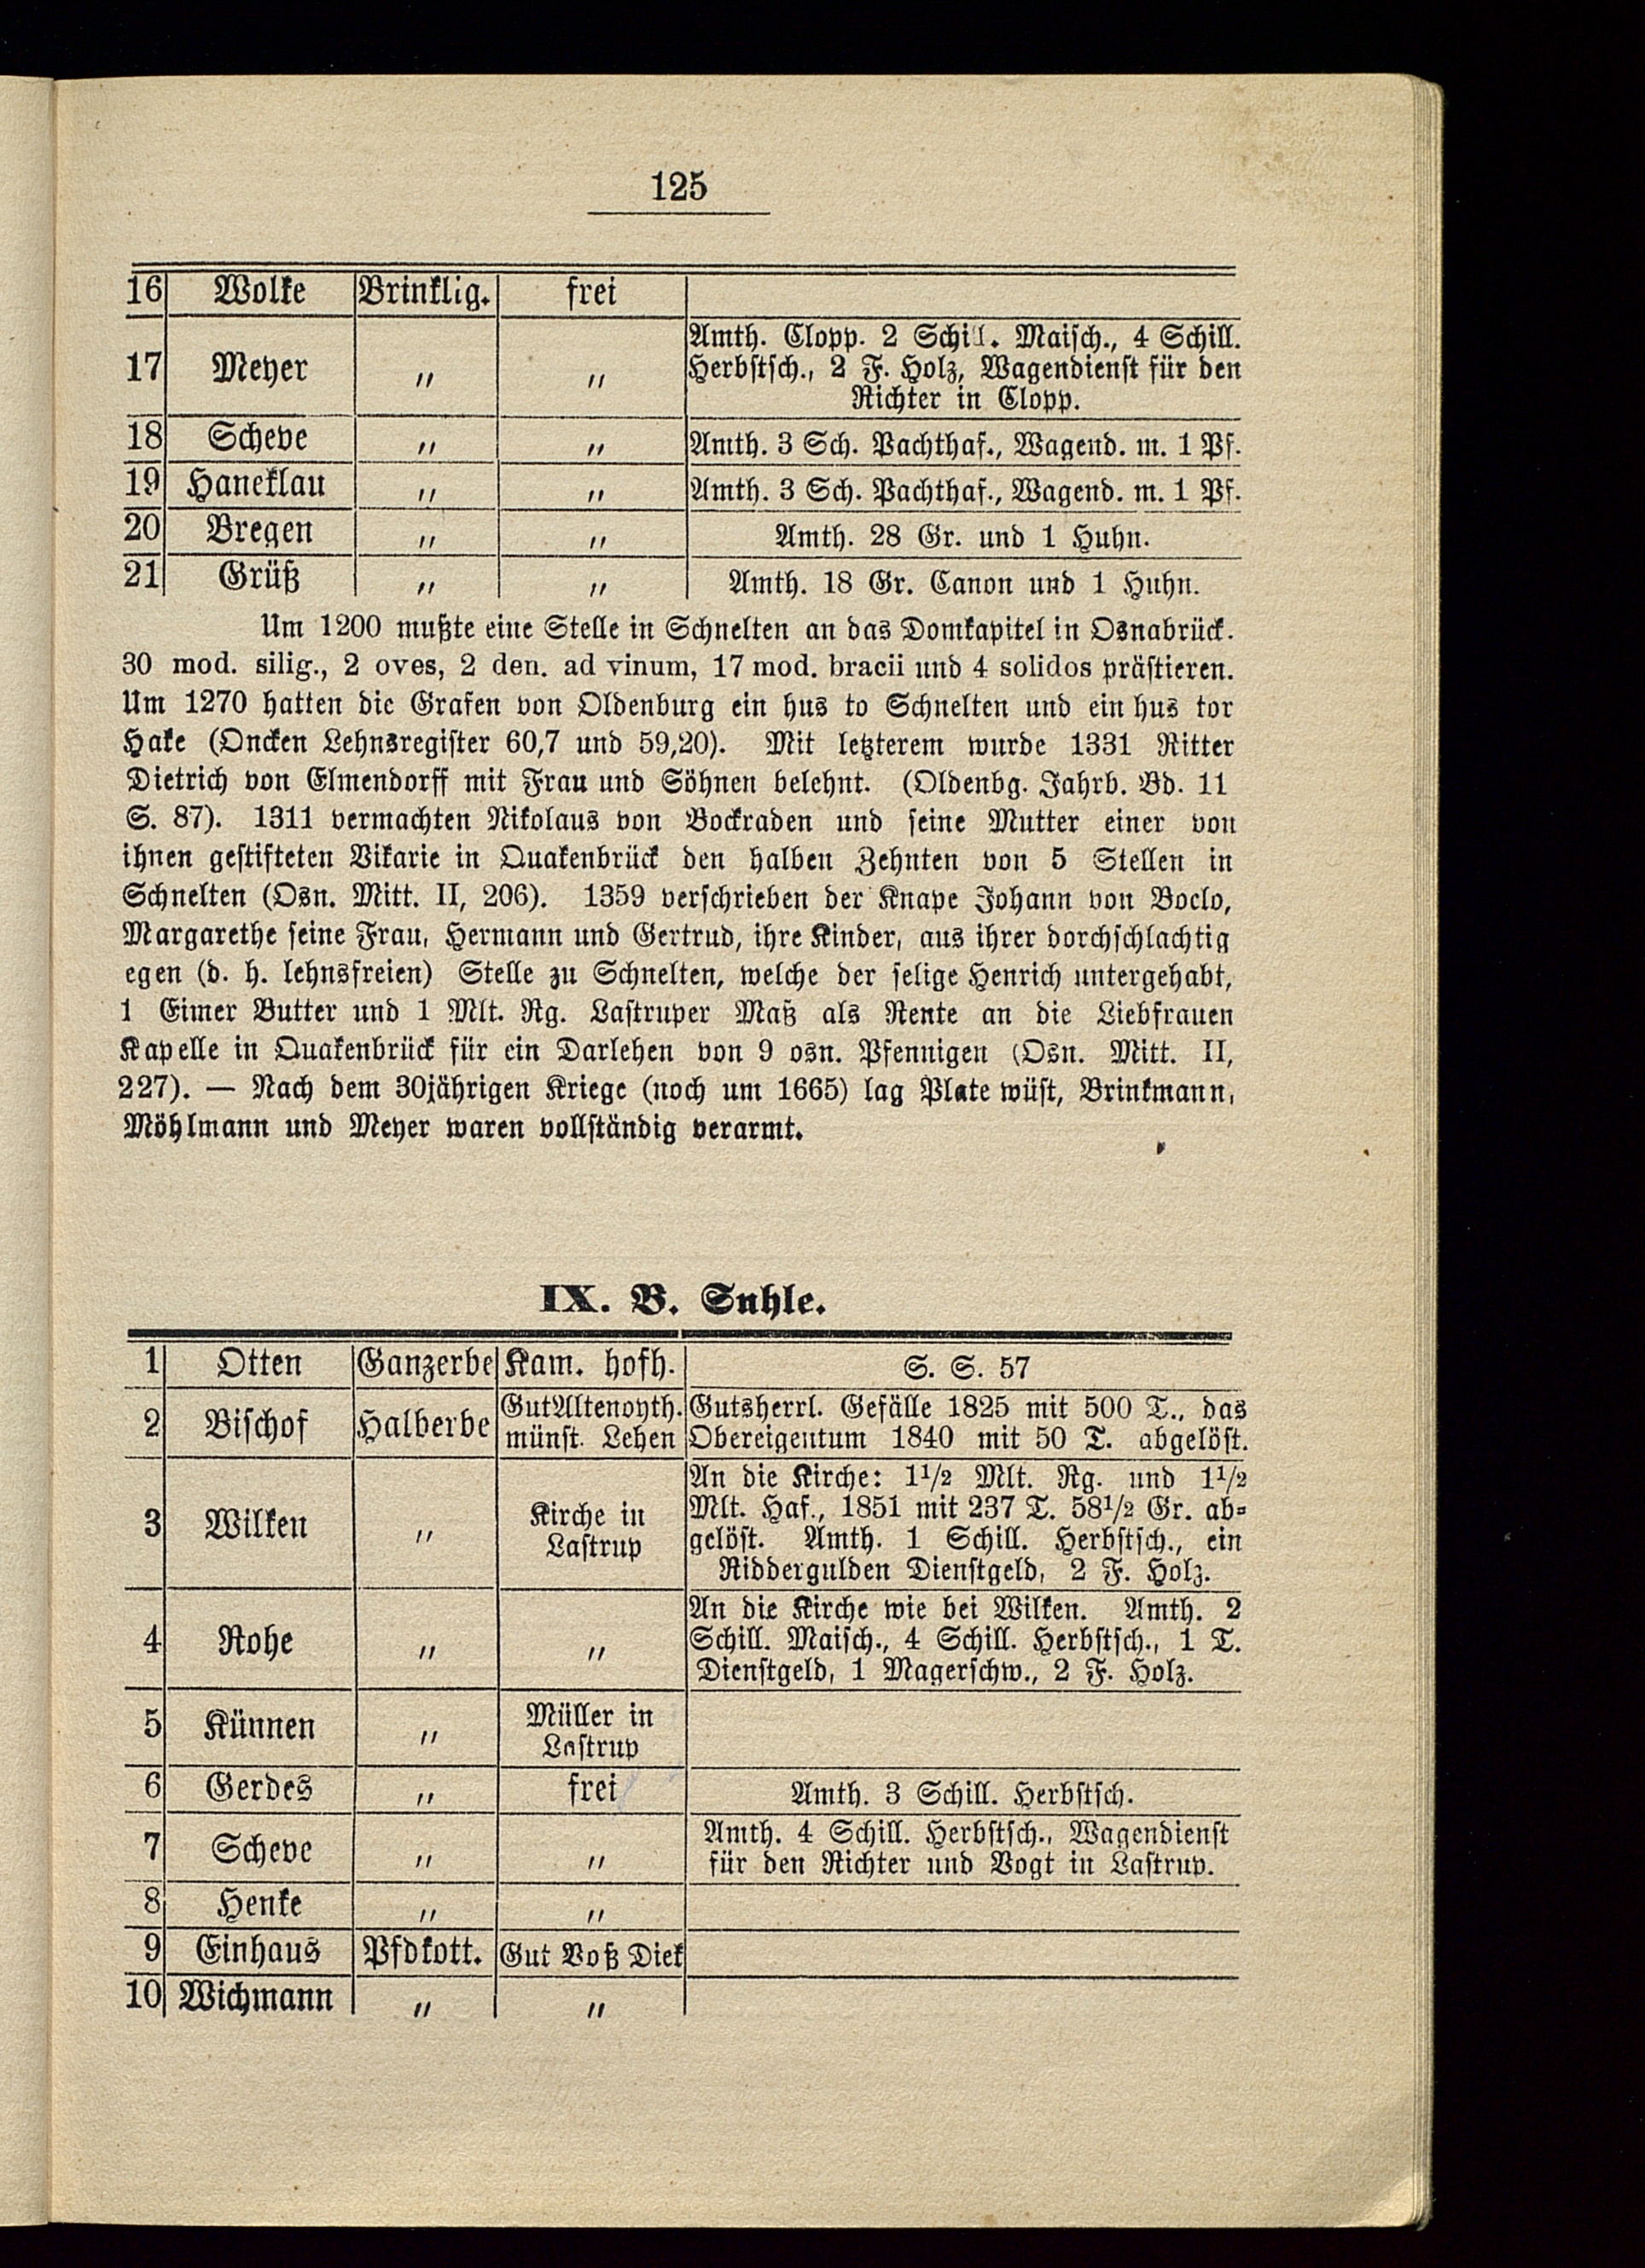 125
16 Wolke Brinklig. frei
17 Meyer " " Amth. Clopp. 2 Schill. Maisch., 4 Schill.
Herbstsch., 2 F. Holz, Wagendienst für den
Richter in Clopp.
18 Scheve " " Amth. 3 Sch. Pachthaf., Wagend. m. 1 Pf.
19 Haneklau " " Amth. 3 Sch. Pachthaf., Wagend. m. 1 Pf.
20 Bregen " " Amth. 28 Gr. und 1 Huhn.
21 Grüß " " Amth. 18 Gr. Canon und 1 Huhn.
Um 1200 mußte eine Stelle in Schnelten an das Domkapitel in Osnabrück.
30 mod. silig., 2 oves, 2 den. ad vinum, 17 mod. bracii und 4 solidos prästieren.
Um 1270 hatten die Grafen von Oldenburg ein hus to Schnelten und ein hus tor
Hake (Oncken Lehnsregister 60,7 und 59,20). Mit letzterem wurde 1331 Ritter
Dietrich von Elmendorff mit Frau und Söhnen belehnt. (Oldenbg. Jahrb. Bd. 11
S. 87). 1311 vermachten Nikolaus von Bockraden und seine Mutter einer von
ihnen gestifteten Vikarie in Quakenbrück den halben Zehnten von 5 Stellen in
Schnelten (Osn. Mitt. II, 206). 1359 verschrieben der Knape Johann von Boclo,
Margarethe seine Frau, Hermann und Gertrud, ihre Kinder, aus ihrer dorchschlachtig
egen (d. h. lehnsfreien) Stelle zu Schnelten, welche der selige Henrich untergehabt,
1 Eimer Butter und 1 Mlt. Rg. Lastruper Maß als Rente an die Liebfrauen
Kapelle in Quakenbrück für ein Darlehen von 9 osn. Pfennigen (Osn. Mitt. II,
227). — Nach dem 30jährigen Kriege (noch um 1665) lag Plate wüst, Brinkmann,
Möhlmann und Meyer waren vollständig verarmt.
IX. B. Suhle.
1 Otten Ganzerbe Kam. hofh. S. S. 57
2 Bischof Halberbe Gut Altenoyth. Gutsherrl. Gefälle 1825 mit 500 T., das
münst. Lehen Obereigentum 1840 mit 50 T. abgelöst.
3 Wilken " Kirche in Lastrup An die Kirche: 1½ Mlt. Rg. und 1½
Mlt. Haf., 1851 mit 237 T. 58½ Gr. ab-
gelöst. Amth. 1 Schill. Herbstsch., ein
Riddergulden Dienstgeld, 2 F. Holz.
4 Rohe " " An die Kirche wie bei Wilken. Amth. 2
Schill. Maisch., 4 Schill. Herbstsch., 1 T.
Dienstgeld, 1 Magerschw., 2 F. Holz.
5 Künnen " Müller in
Lastrup
6 Gerdes " frei Amth. 3 Schill. Herbstsch.
7 Scheve " " Amth. 4 Schill. Herbstsch., Wagendienst
für den Richter und Vogt in Lastrup.
8 Henke " "
9 Einhaus Pfdkott. Gut Voß Diek
10 Wichmann " "